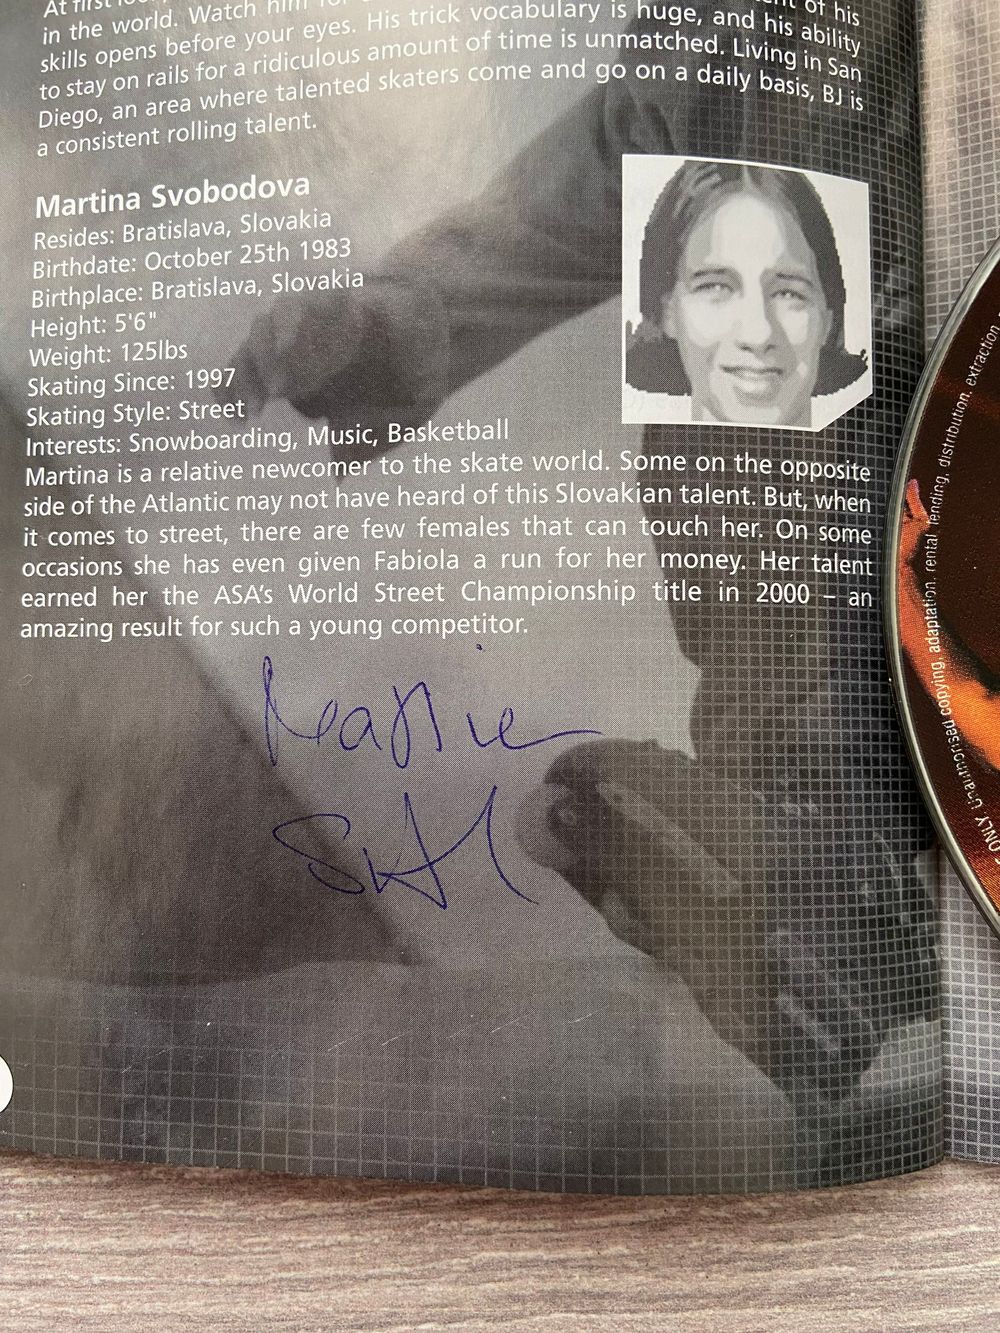 At first
of his
in the world. Watch him
skills opens before your eyes. His trick vocabulary is huge, and his ability
to stay on rails for a ridiculous amount of time is unmatched. Living in San
Diego, an area where talented skaters come and go on a daily basis, BJ is
a consistent rolling talent.
Martina Svobodova
Resides: Bratislava, Slovakia
Birthdate: October 25th 1983
Birthplace: Bratislava, Slovakia
Height: 5'6"
Weight: 125lbs
Skating Since: 1997
Skating Style: Street
Interests: Snowboarding, Music, Basketball
Martina is a relative newcomer to the skate world. Some on the opposite
side of the Atlantic may not have heard of this Slovakian talent. But, when
it comes to street, there are few females that can touch her. On some
occasions she has even given Fabiola a run for her money. Her talent
earned her the ASA's World Street Championship title in 2000 – an
amazing result for such a young competitor.
ONLY. Unauthorised copying, adaptation, rental, lending, distribution, extraction,